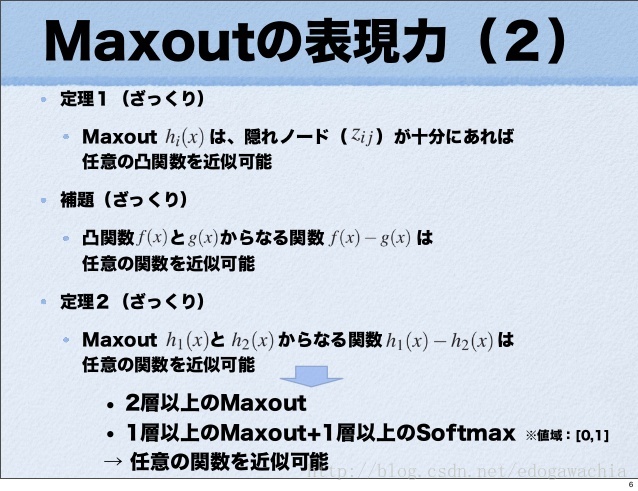 Maxoutの表現力（２）
定理１（ざっくり）
Maxout hi(x) は、隠れノード（ zij ）が十分にあれば
任意の凸関数を近似可能
補題（ざっくり）
凸関数 f(x) と g(x) からなる関数 f(x) − g(x) は
任意の関数を近似可能
定理２（ざっくり）
Maxout h1(x) と h2(x) からなる関数 h1(x) − h2(x) は
任意の関数を近似可能
• 2層以上のMaxout
• 1層以上のMaxout+1層以上のSoftmax ※値域：[0,1]
→ 任意の関数を近似可能
http://blog.csdn.net/edogawachia
6